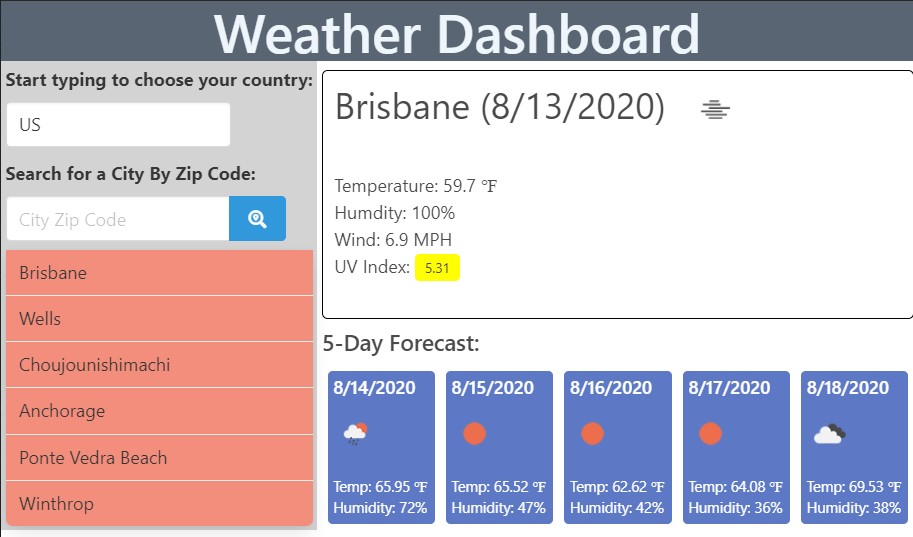 Weather Dashboard
Start typing to choose your country:
US
Search for a City By Zip Code:
City Zip Code
Brisbane
Wells
Choujounishimachi
Anchorage
Ponte Vedra Beach
Winthrop
Brisbane (8/13/2020)
Temperature: 59.7 °F
Humdity: 100%
Wind: 6.9 MPH
UV Index: 5.31
5-Day Forecast:
8/14/2020
Temp: 65.95 °F
Humidity: 72%
8/15/2020
Temp: 65.52 °F
Humidity: 47%
8/16/2020
Temp: 62.62 °F
Humidity: 42%
8/17/2020
Temp: 64.08 °F
Humidity: 36%
8/18/2020
Temp: 69.53 °F
Humidity: 38%